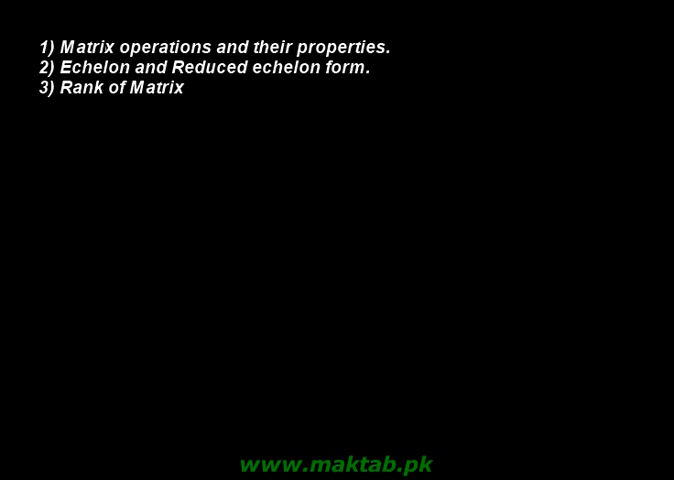 1) Matrix operations and their properties.
2) Echelon and Reduced echelon form.
3) Rank of Matrix
www.maktab.pk